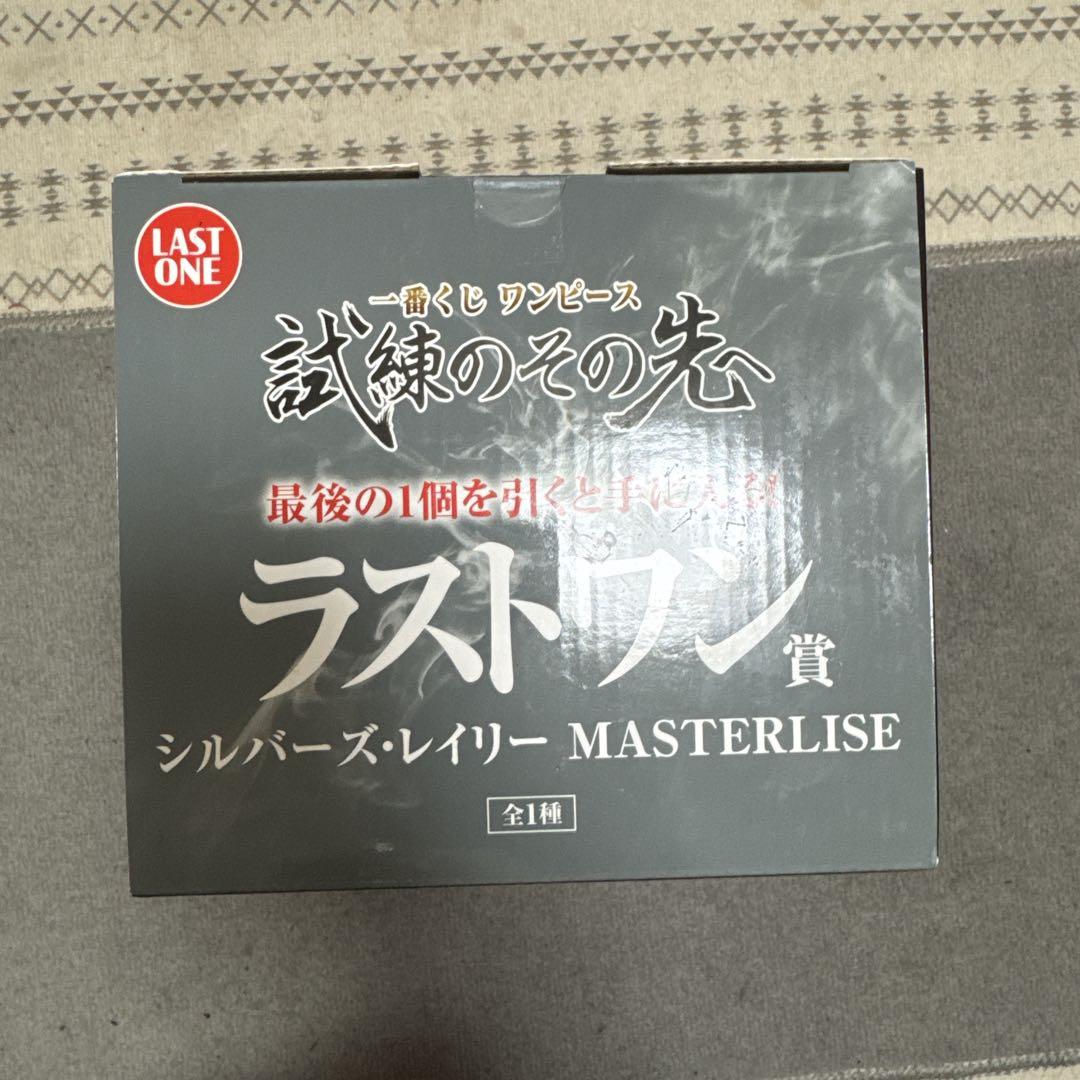 LAST
ONE
一番くじ ワンピース
試練のその先へ
最後の1個を引くと手に入る!
ラストワン賞
シルバーズ・レイリー MASTERLISE
全1種